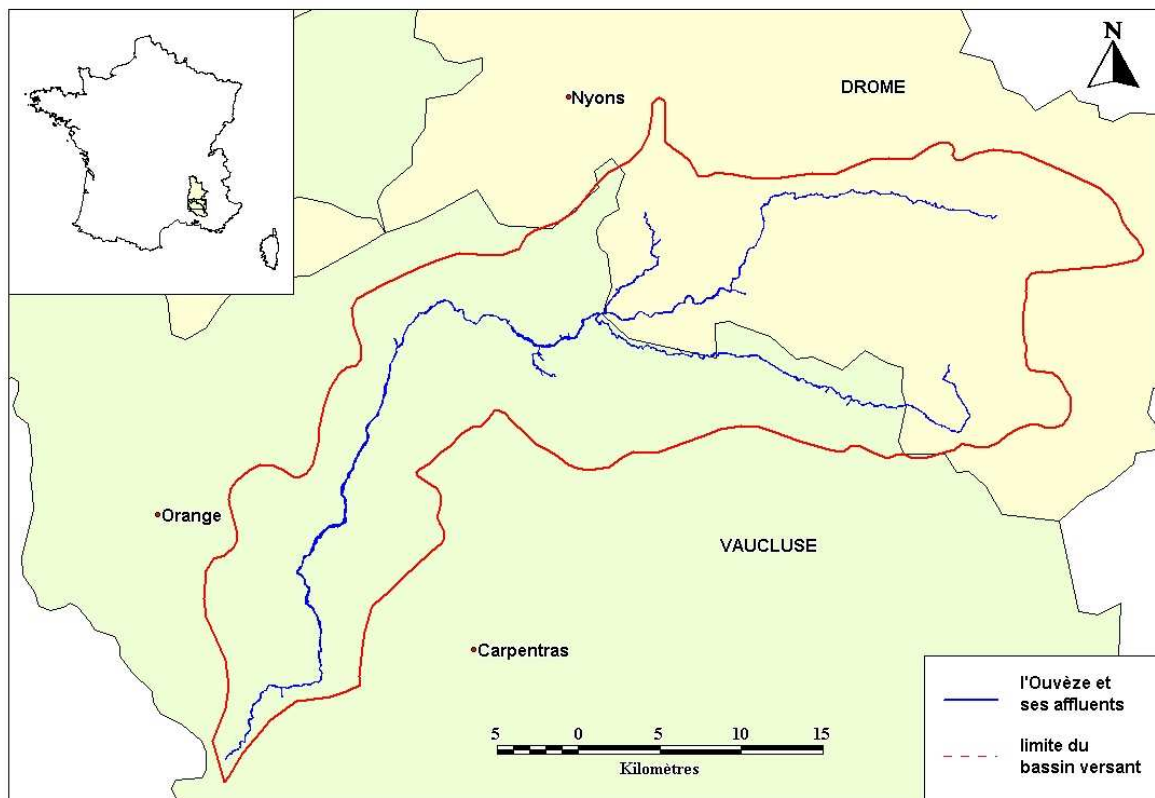 N
Nyons
DROME
Orange
VAUCLUSE
Carpentras
5 0 5 10 15
Kilomètres
l'Ouvèze et
ses affluents
limite du
bassin versant